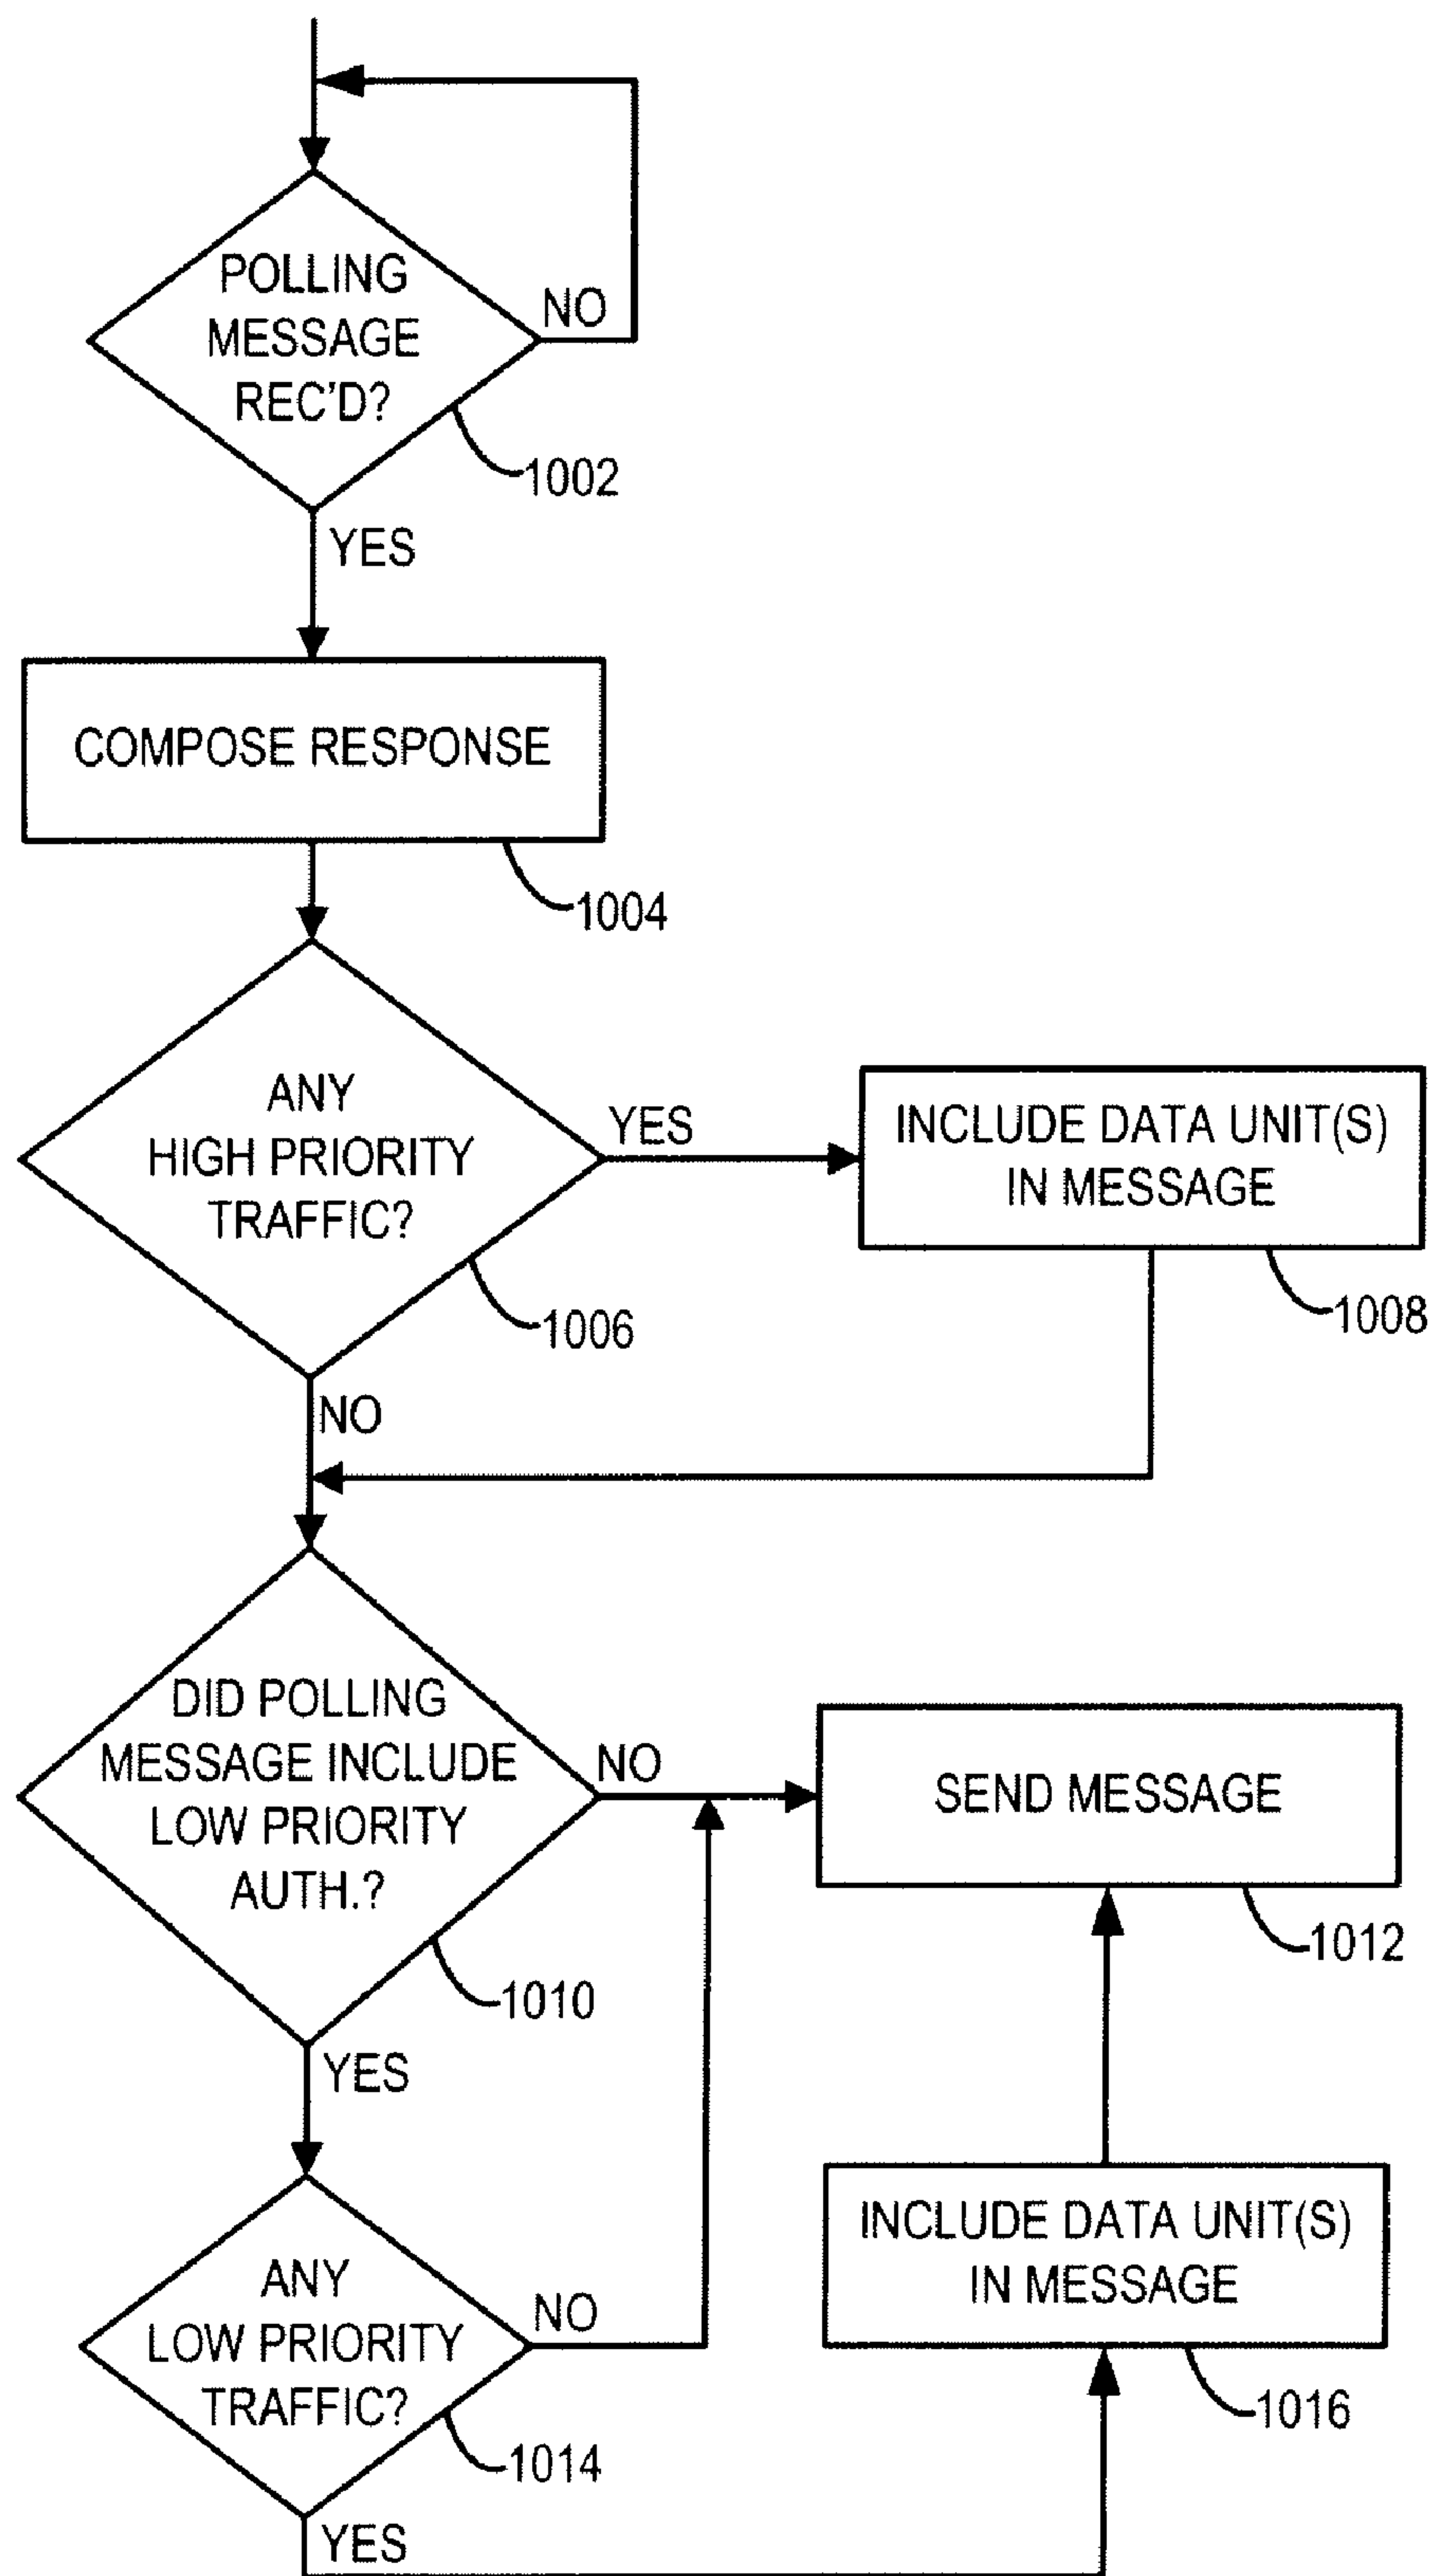 POLLING
MESSAGE
REC'D?
NO
1002
YES
COMPOSE RESPONSE
1004
ANY
HIGH PRIORITY
TRAFFIC?
YES
1006
INCLUDE DATA UNIT(S)
IN MESSAGE
1008
NO
DID POLLING
MESSAGE INCLUDE
LOW PRIORITY
AUTH.?
NO
1010
SEND MESSAGE
1012
YES
ANY
LOW PRIORITY
TRAFFIC?
NO
1014
INCLUDE DATA UNIT(S)
IN MESSAGE
1016
YES